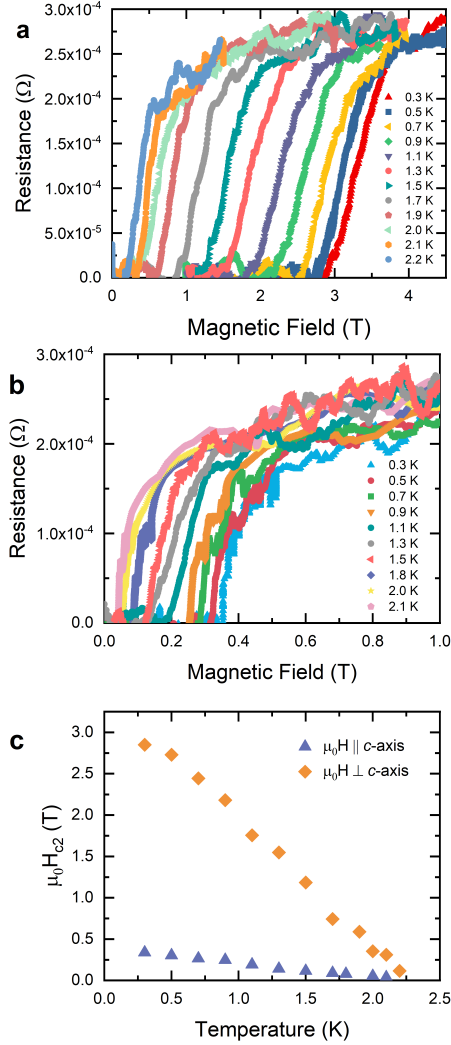 a
Resistance (Ω)
3.0x10⁻⁴
2.5x10⁻⁴
2.0x10⁻⁴
1.5x10⁻⁴
1.0x10⁻⁴
5.0x10⁻⁵
0.0
0.3 K
0.5 K
0.7 K
0.9 K
1.1 K
1.3 K
1.5 K
1.7 K
1.9 K
2.0 K
2.1 K
2.2 K
0 1 2 3 4
Magnetic Field (T)
b
Resistance (Ω)
3.0x10⁻⁴
2.0x10⁻⁴
1.0x10⁻⁴
0.0
0.3 K
0.5 K
0.7 K
0.9 K
1.1 K
1.3 K
1.5 K
1.8 K
2.0 K
2.1 K
0.0 0.2 0.4 0.6 0.8 1.0
Magnetic Field (T)
c
μ₀H_c2 (T)
3.0
2.5
2.0
1.5
1.0
0.5
0.0
μ₀H || c-axis
μ₀H ⊥ c-axis
0.0 0.5 1.0 1.5 2.0 2.5
Temperature (K)